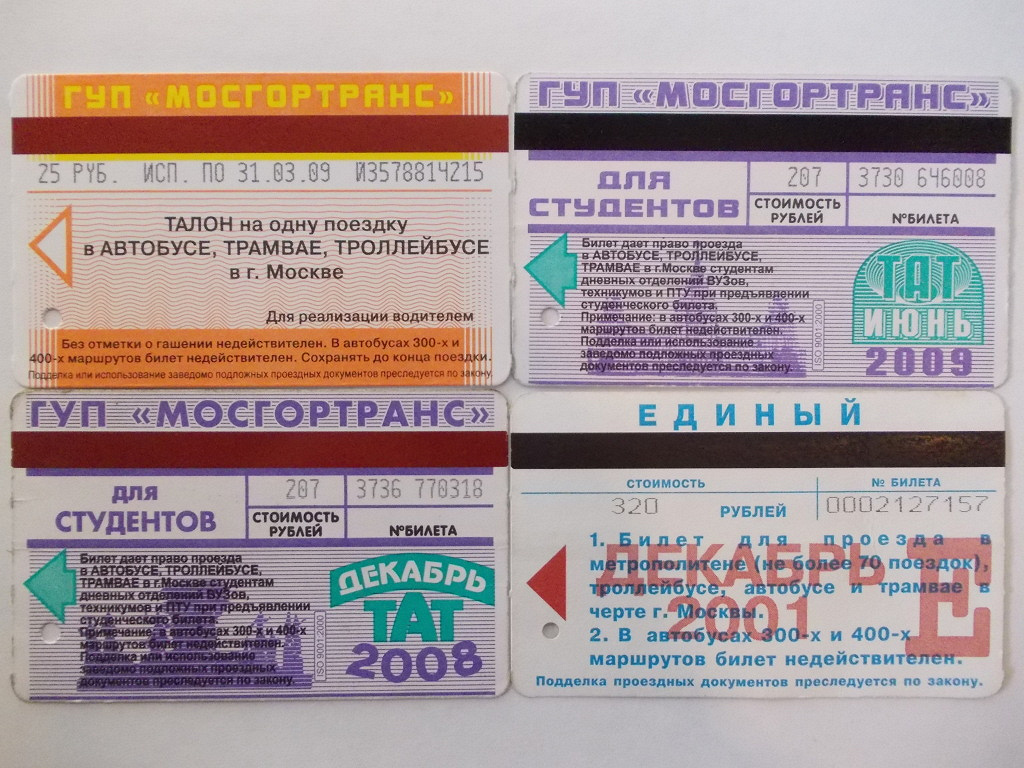 ГУП «МОСГОРТРАНС»
25 РУБ. ИСП. ПО 31.03.09 И3578814215
ТАЛОН на одну поездку
в АВТОБУСЕ, ТРАМВАЕ, ТРОЛЛЕЙБУСЕ
в г. Москве
Для реализации водителем
Без отметки о гашении недействителен. В автобусах 300-х и
400-х маршрутов билет недействителен. Сохранять до конца поездки.
Подделка или использование заведомо подложных проездных документов преследуется по закону.
ГУП «МОСГОРТРАНС»
ДЛЯ
СТУДЕНТОВ
207
СТОИМОСТЬ
РУБЛЕЙ
3730 646008
№БИЛЕТА
Билет дает право проезда
в АВТОБУСЕ, ТРОЛЛЕЙБУСЕ,
ТРАМВАЕ в г.Москве студентам
дневных отделений ВУЗов,
техникумов и ПТУ при предъявлении
студенческого билета.
Примечание: в автобусах 300-х и 400-х
маршрутов билет недействителен.
Подделка или использование
заведомо подложных проездных
документов преследуется по закону.
ISO 9001:2000
ТАТ
ИЮНЬ
2009
ГУП «МОСГОРТРАНС»
ДЛЯ
СТУДЕНТОВ
207
СТОИМОСТЬ
РУБЛЕЙ
3736 770318
№БИЛЕТА
Билет дает право проезда
в АВТОБУСЕ, ТРОЛЛЕЙБУСЕ,
ТРАМВАЕ в г.Москве студентам
дневных отделений ВУЗов,
техникумов и ПТУ при предъявлении
студенческого билета.
Примечание: в автобусах 300-х и 400-х
маршрутов билет недействителен.
Подделка или использование
заведомо подложных проездных
документов преследуется по закону.
ISO 9001:2000
ДЕКАБРЬ
ТАТ
2008
ЕДИНЫЙ
СТОИМОСТЬ
320 РУБЛЕЙ
№ БИЛЕТА
0002127157
1. Билет для проезда в
метрополитене (не более 70 поездок),
троллейбусе, автобусе и трамвае в
черте г. Москвы.
2. В автобусах 300-х и 400-х
маршрутов билет недействителен.
ДЕКАБРЬ
2001
Е
Подделка проездных документов преследуется по закону.